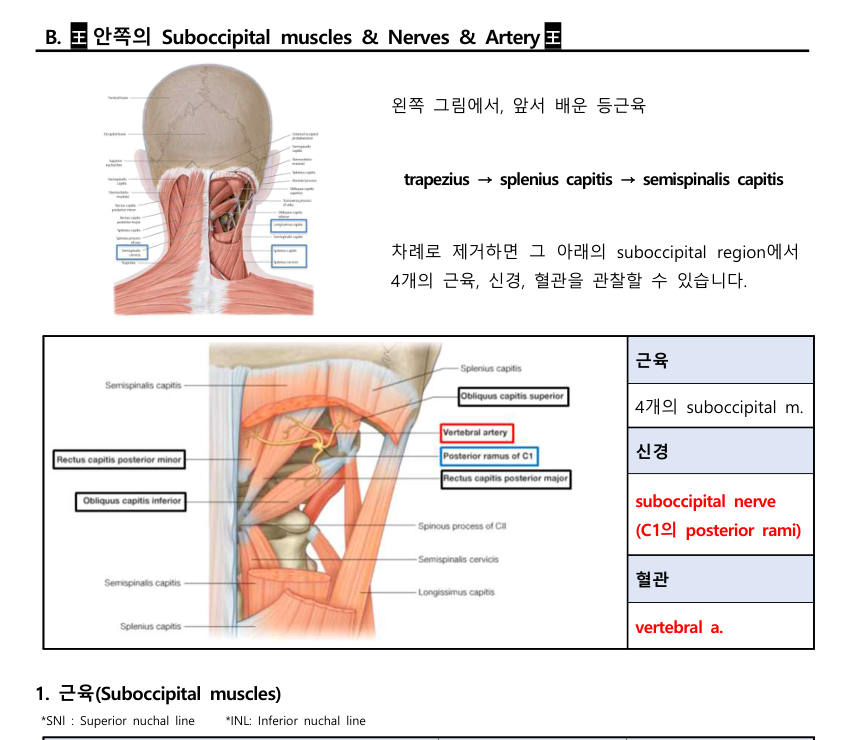 B. 王 안쪽의 Suboccipital muscles & Nerves & Artery 王
왼쪽 그림에서, 앞서 배운 등근육
trapezius → splenius capitis → semispinalis capitis
차례로 제거하면 그 아래의 suboccipital region에서
4개의 근육, 신경, 혈관을 관찰할 수 있습니다.
Semispinalis capitis
Splenius capitis
Obliquus capitis superior
Vertebral artery
Rectus capitis posterior minor
Posterior ramus of C1
Rectus capitis posterior major
Obliquus capitis inferior
Spinous process of CII
Semispinalis cervicis
Semispinalis capitis
Longissimus capitis
Splenius capitis
근육
4개의 suboccipital m.
신경
suboccipital nerve
(C1의 posterior rami)
혈관
vertebral a.
1. 근육(Suboccipital muscles)
*SNl : Superior nuchal line *INL: Inferior nuchal line